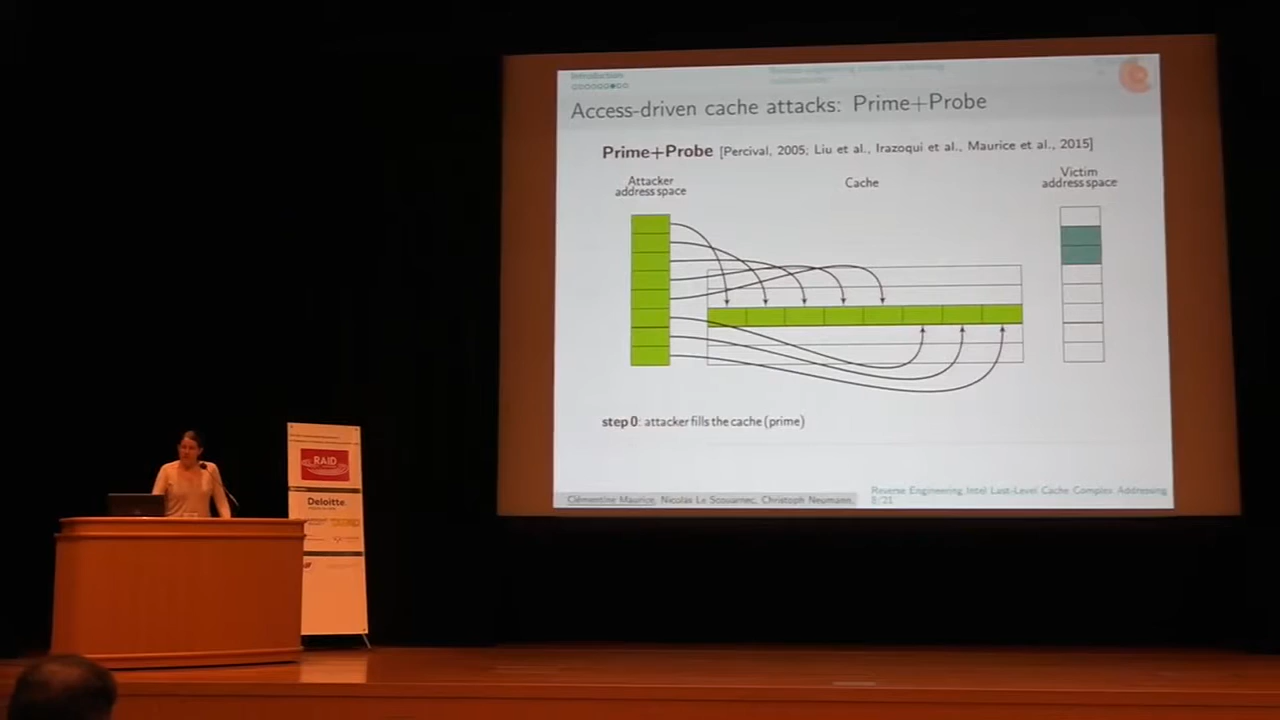 Introduction
Access-driven cache attacks: Prime+Probe
Prime+Probe [Percival, 2005; Liu et al., Irazoqui et al., Maurice et al., 2015]
Attacker
address space
Cache
Victim
address space
step 0: attacker fills the cache (prime)
Clémentine Maurice, Nicolas Le Scouarnec, Christoph Neumann,
Reverse Engineering Intel Last-Level Cache Complex Addressing
8/21
RAID
Deloitte.